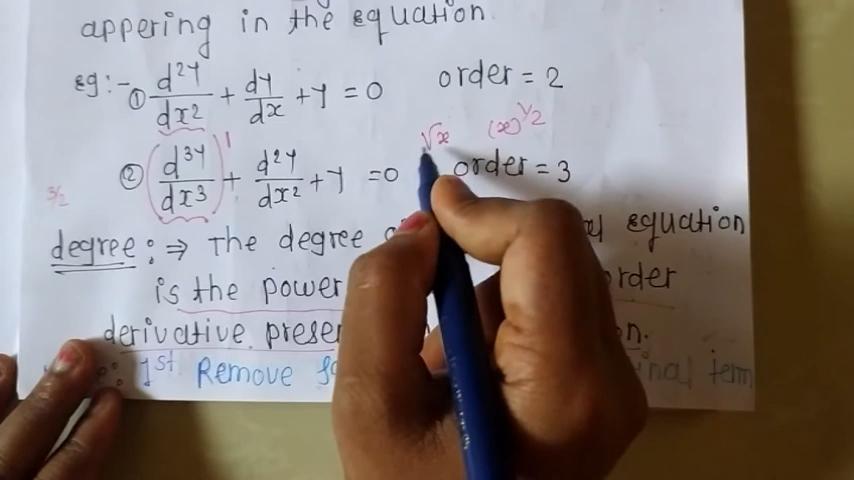 appering in the equation.
eg:- ① d²y/dx² + dy/dx + y = 0 order = 2
√x (x)^1/2
② (d³y/dx³)^1 + d²y/dx² + y = 0 order = 3
3/2
degree: ⇒ The degree equation
is the power order
derivative
1st Remove term